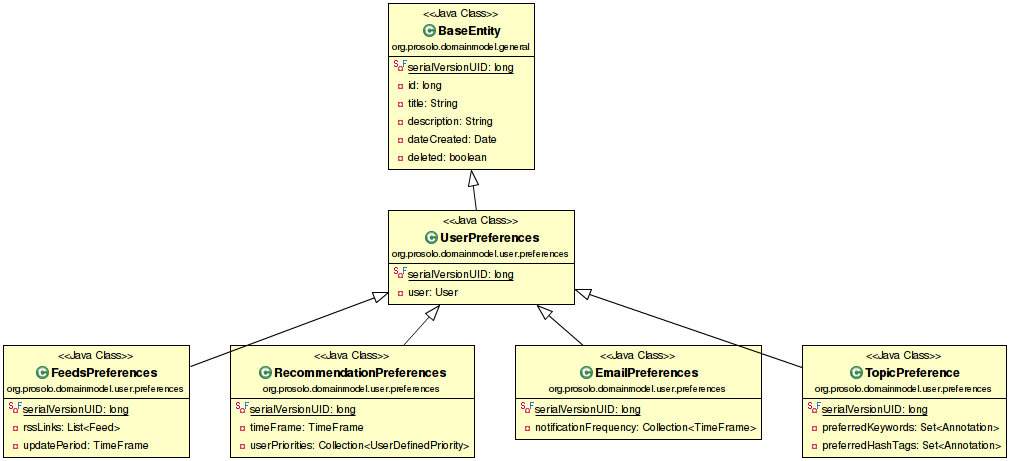 <<Java Class>>
BaseEntity
org.prosolo.domainmodel.general
serialVersionUID: long
id: long
title: String
description: String
dateCreated: Date
deleted: boolean
<<Java Class>>
UserPreferences
org.prosolo.domainmodel.user.preferences
serialVersionUID: long
user: User
<<Java Class>>
FeedsPreferences
org.prosolo.domainmodel.user.preferences
serialVersionUID: long
rssLinks: List<Feed>
updatePeriod: TimeFrame
<<Java Class>>
RecommendationPreferences
org.prosolo.domainmodel.user.preferences
serialVersionUID: long
timeFrame: TimeFrame
userPriorities: Collection<UserDefinedPriority>
<<Java Class>>
EmailPreferences
org.prosolo.domainmodel.user.preferences
serialVersionUID: long
notificationFrequency: Collection<TimeFrame>
<<Java Class>>
TopicPreference
org.prosolo.domainmodel.user.preferences
serialVersionUID: long
preferredKeywords: Set<Annotation>
preferredHashTags: Set<Annotation>